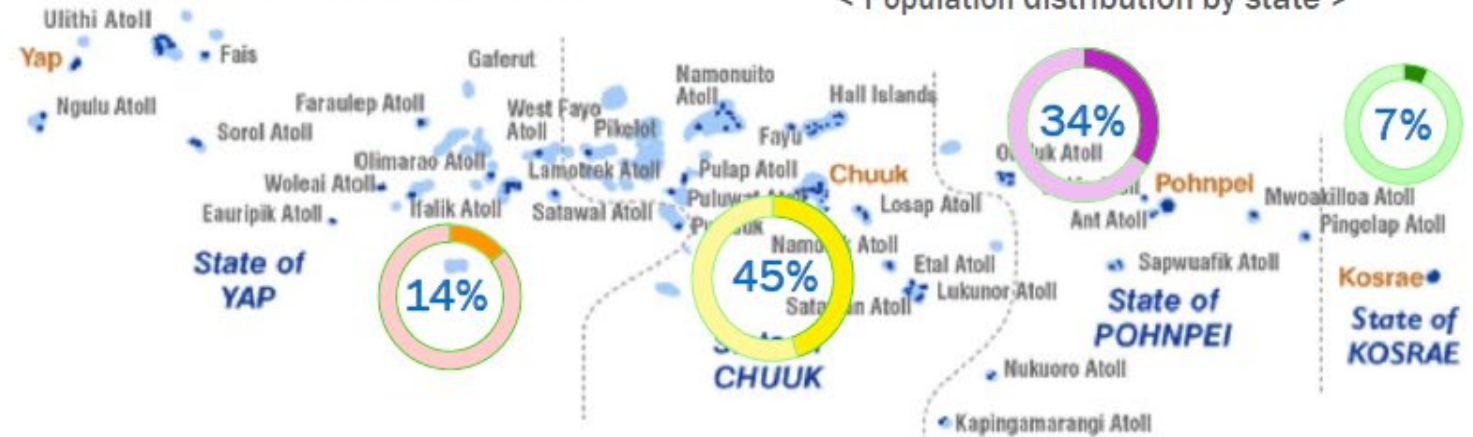 < Population distribution by state >
Ulithi Atoll
Yap
Fais
Ngulu Atoll
Sorol Atoll
Gaferut
Faraulep Atoll
West Fayo
Atoll
Pikelot
Olimarao Atoll
Lamotrek Atoll
Woleai Atoll
Eauripik Atoll
Ifalik Atoll
Satawal Atoll
State of
YAP
14%
Namonuito
Atoll
Hall Islands
Fayu
Pulap Atoll
Chuuk
Losap Atoll
Atoll
Etal Atoll
Lukunor Atoll
Atoll
45%
CHUUK
34%
Atoll
Pohnpei
Ant Atoll
Mwoakilloa Atoll
Pingelap Atoll
Sapwuafik Atoll
State of
POHNPEI
Nukuoro Atoll
Kapingamarangi Atoll
7%
Kosrae
State of
KOSRAE